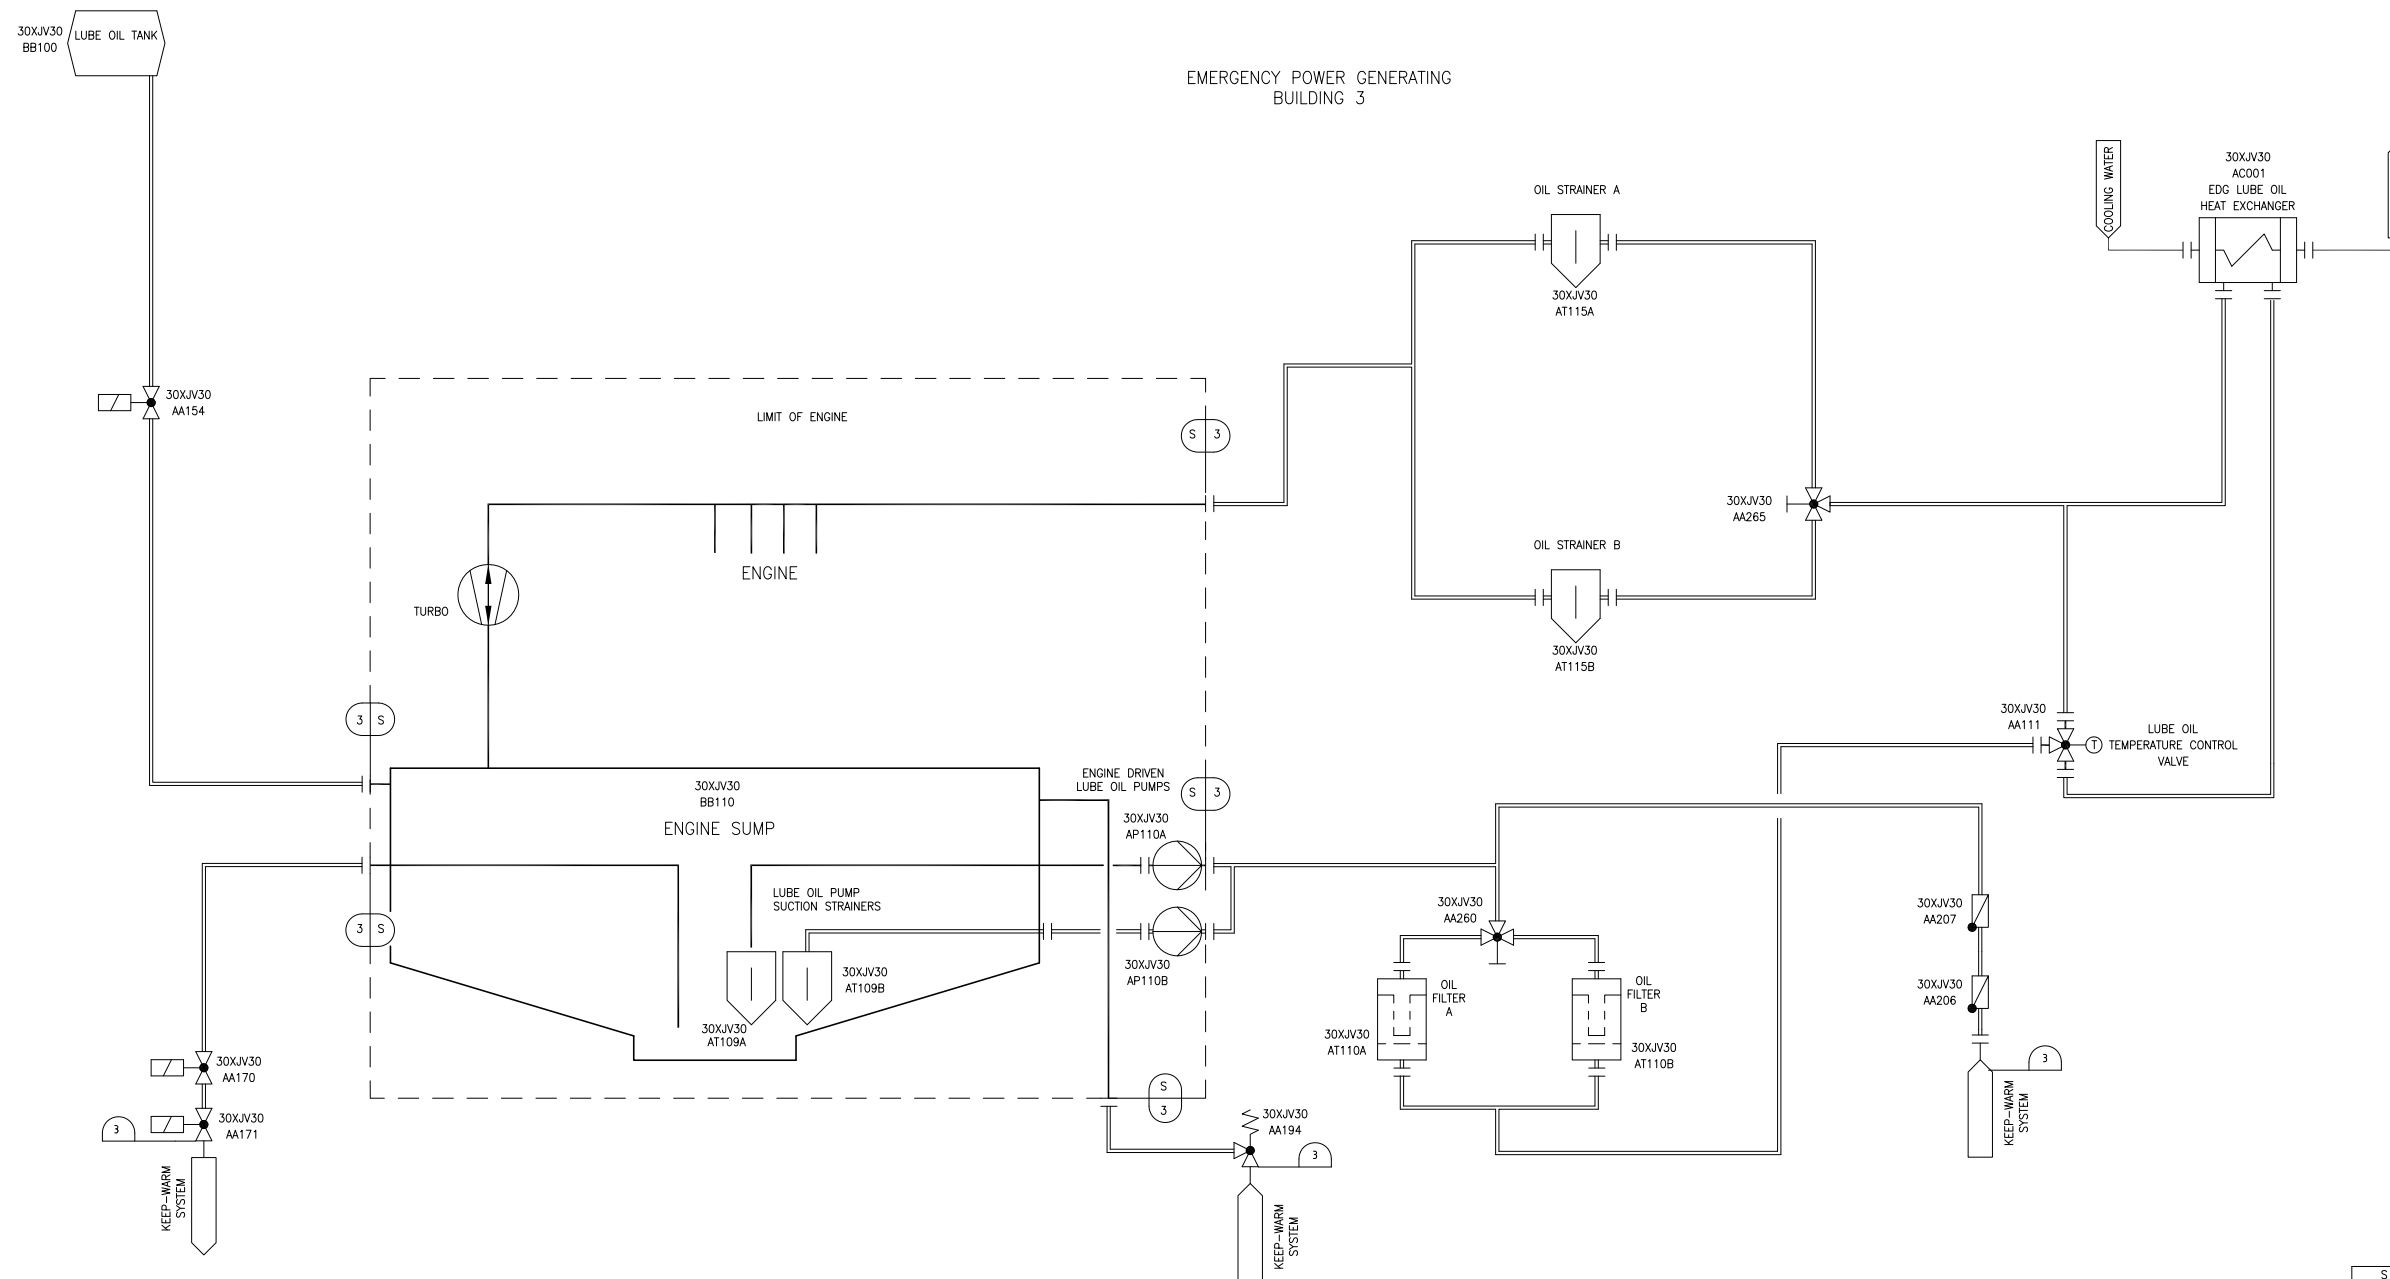 30XJV30
BB100
LUBE OIL TANK
EMERGENCY POWER GENERATING
BUILDING 3
COOLING WATER
30XJV30
AC001
EDG LUBE OIL
HEAT EXCHANGER
OIL STRAINER A
30XJV30
AT115A
30XJV30
AA154
LIMIT OF ENGINE
S 3
30XJV30
AA265
ENGINE
TURBO
OIL STRAINER B
30XJV30
AT115B
3 S
30XJV30
AA111
T
LUBE OIL
TEMPERATURE CONTROL
VALVE
30XJV30
BB110
ENGINE SUMP
ENGINE DRIVEN
LUBE OIL PUMPS
S 3
30XJV30
AP110A
LUBE OIL PUMP
SUCTION STRAINERS
3 S
30XJV30
AP110B
30XJV30
AT109B
30XJV30
AT109A
30XJV30
AA260
OIL
FILTER
A
OIL
FILTER
B
30XJV30
AT110A
30XJV30
AT110B
30XJV30
AA207
30XJV30
AA206
3
KEEP-WARM
SYSTEM
30XJV30
AA170
30XJV30
AA171
3
KEEP-WARM
SYSTEM
S
3
30XJV30
AA194
3
KEEP-WARM
SYSTEM
S